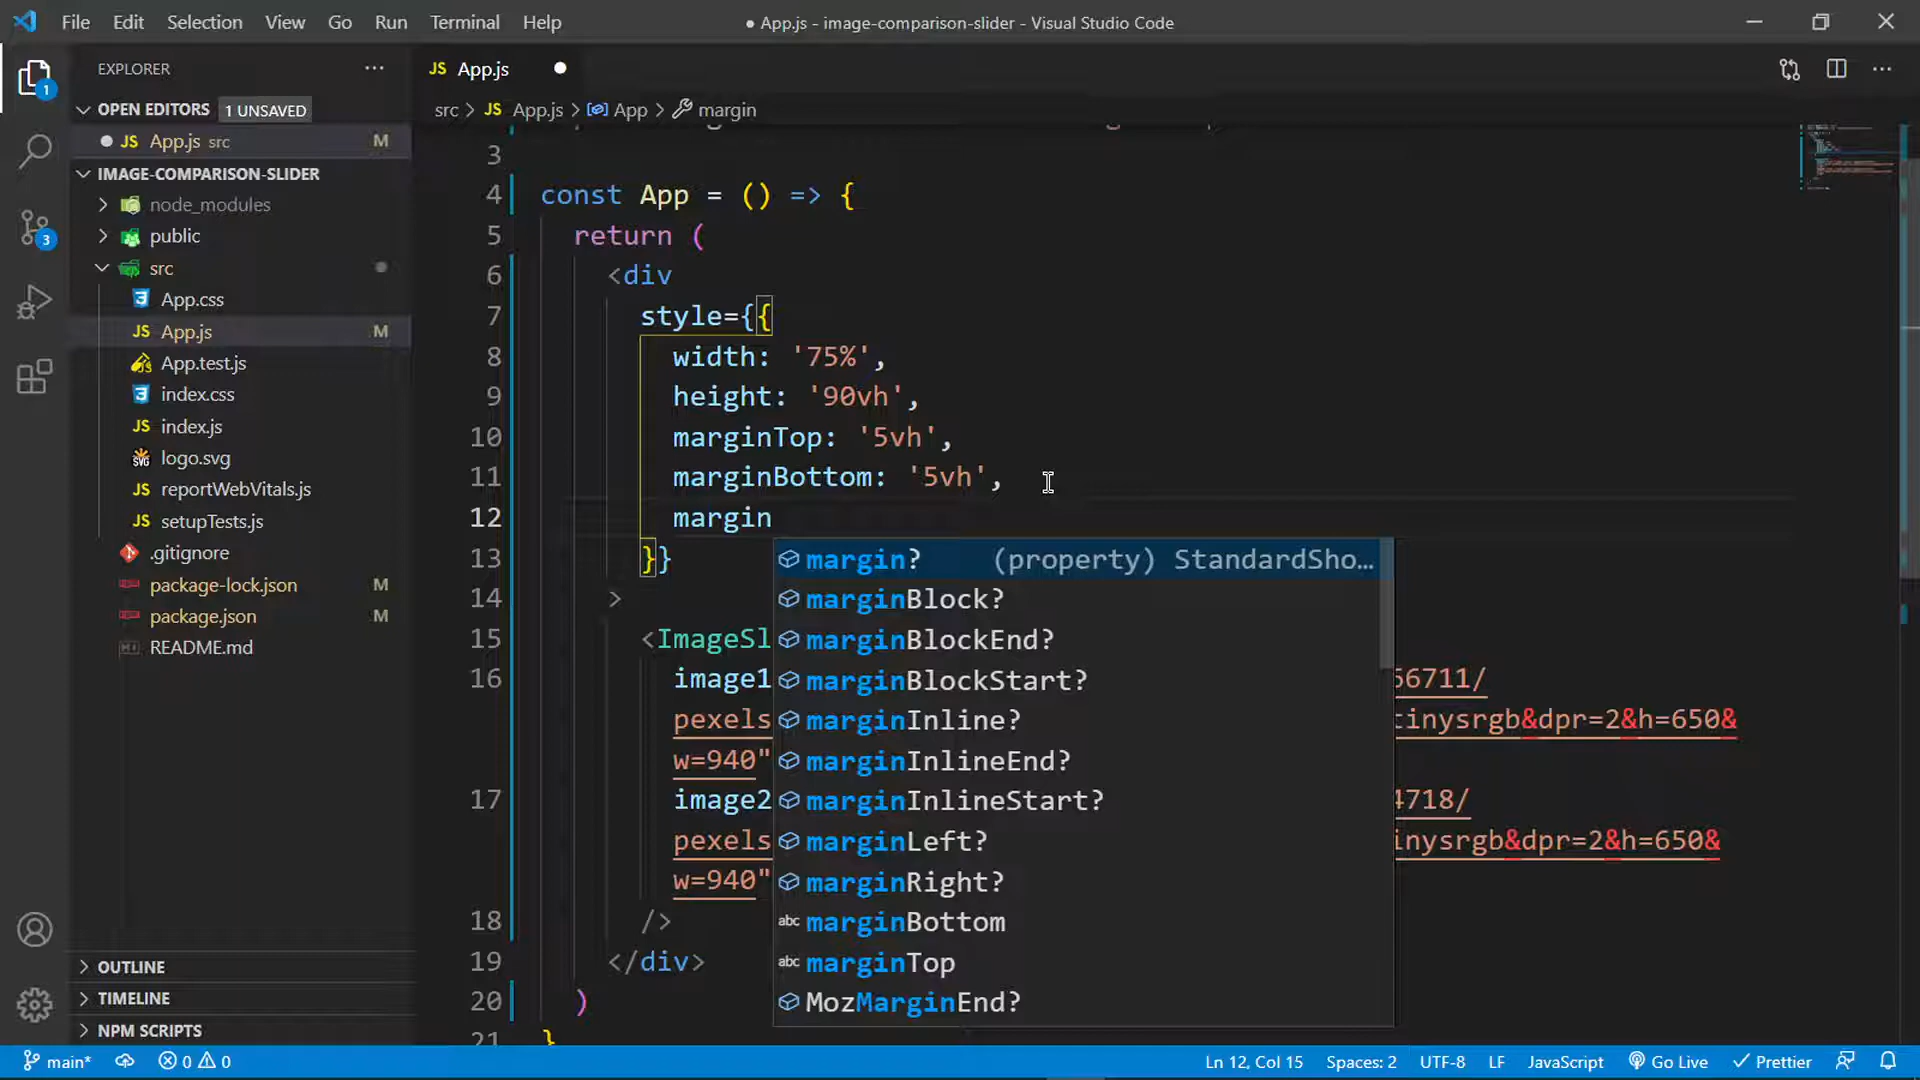 File Edit Selection View Go Run Terminal Help
● App.js - image-comparison-slider - Visual Studio Code
EXPLORER
1
OPEN EDITORS 1 UNSAVED
JS App.js src M
IMAGE-COMPARISON-SLIDER
node_modules
public
src
App.css
JS App.js M
App.test.js
index.css
JS index.js
logo.svg
JS reportWebVitals.js
JS setupTests.js
.gitignore
package-lock.json M
package.json M
README.md
3
OUTLINE
TIMELINE
NPM SCRIPTS
JS App.js
src > JS App.js > App > margin
3
4 const App = () => {
5 return (
6 <div
7 style={{
8 width: '75%',
9 height: '90vh',
10 marginTop: '5vh',
11 marginBottom: '5vh',
12 margin
13 }}
14 >
15 <ImageSl
16 image1 56711/
pexels tinysrgb&dpr=2&h=650&
w=940"
17 image2 4718/
pexels inysrgb&dpr=2&h=650&
w=940"
18 />
19 </div>
20 )
21 }
margin? (property) StandardSho...
marginBlock?
marginBlockEnd?
marginBlockStart?
marginInline?
marginInlineEnd?
marginInlineStart?
marginLeft?
marginRight?
abc marginBottom
abc marginTop
MozMarginEnd?
main* 0 0
Ln 12, Col 15 Spaces: 2 UTF-8 LF JavaScript Go Live Prettier